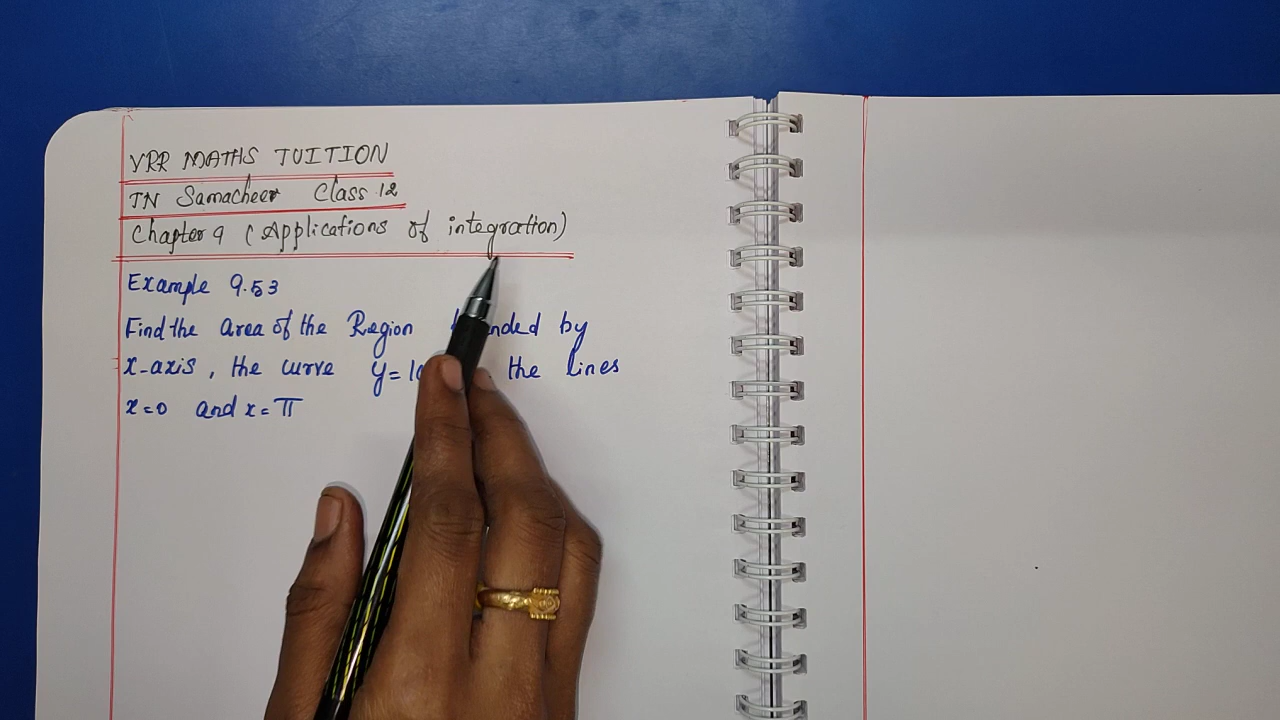 VRR MATHS TUITION
TN Samacheer Class 12
Chapter 9 (Applications of integration)
Example 9.53
Find the area of the Region by
x-axis, the curve y= the lines
x=0 and x=π